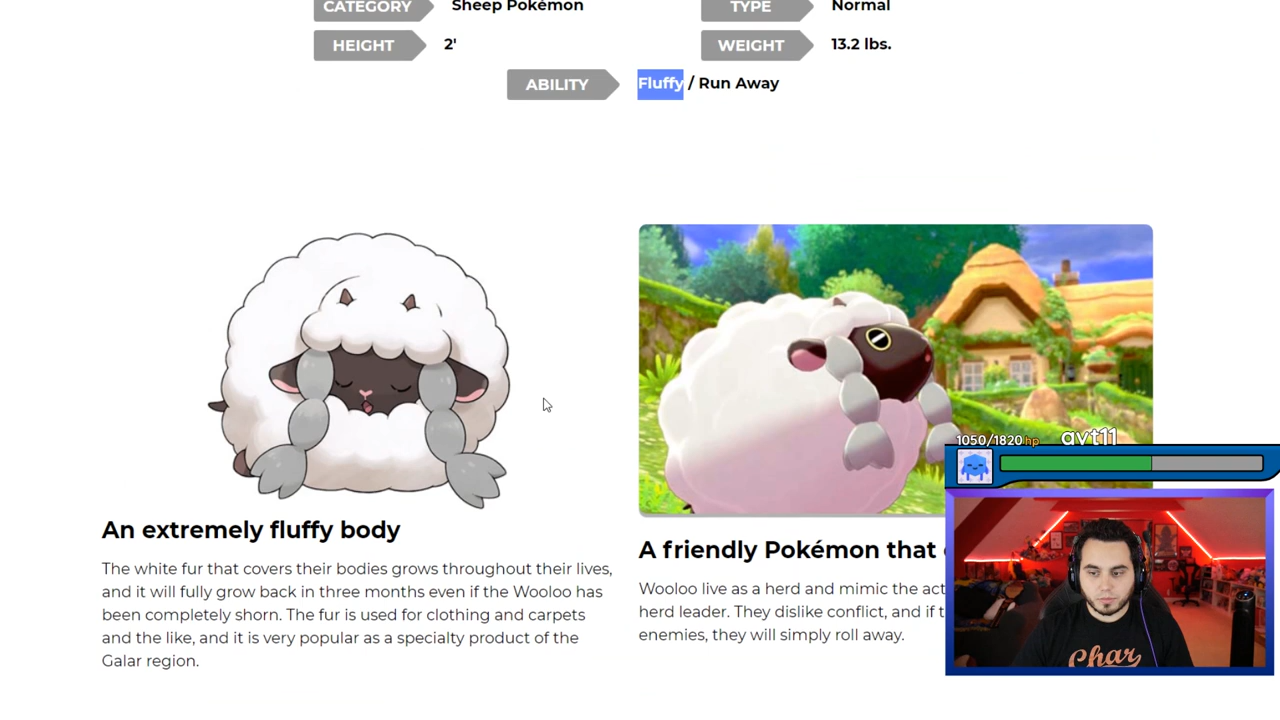 CATEGORY Sheep Pokémon TYPE Normal
HEIGHT 2' WEIGHT 13.2 lbs.
ABILITY Fluffy / Run Away
An extremely fluffy body
The white fur that covers their bodies grows throughout their lives,
and it will fully grow back in three months even if the Wooloo has
been completely shorn. The fur is used for clothing and carpets
and the like, and it is very popular as a specialty product of the
Galar region.
A friendly Pokémon that
Wooloo live as a herd and mimic the
herd leader. They dislike conflict, and if
enemies, they will simply roll away.
1050/1820hp avt11
Char